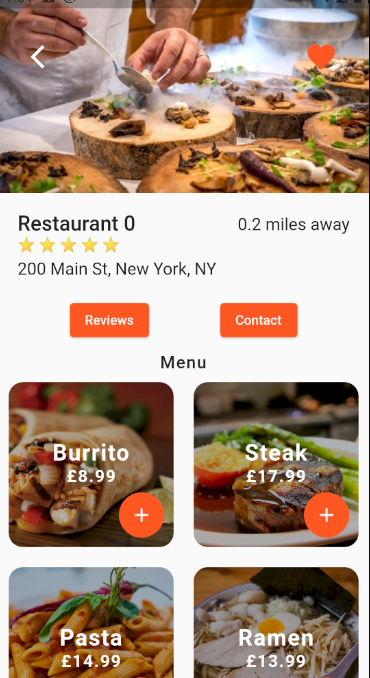 Restaurant 0
0.2 miles away
⭐⭐⭐⭐⭐
200 Main St, New York, NY
Reviews
Contact
Menu
Burrito
£8.99
Steak
£17.99
+
+
Pasta
£14.99
Ramen
£13.99